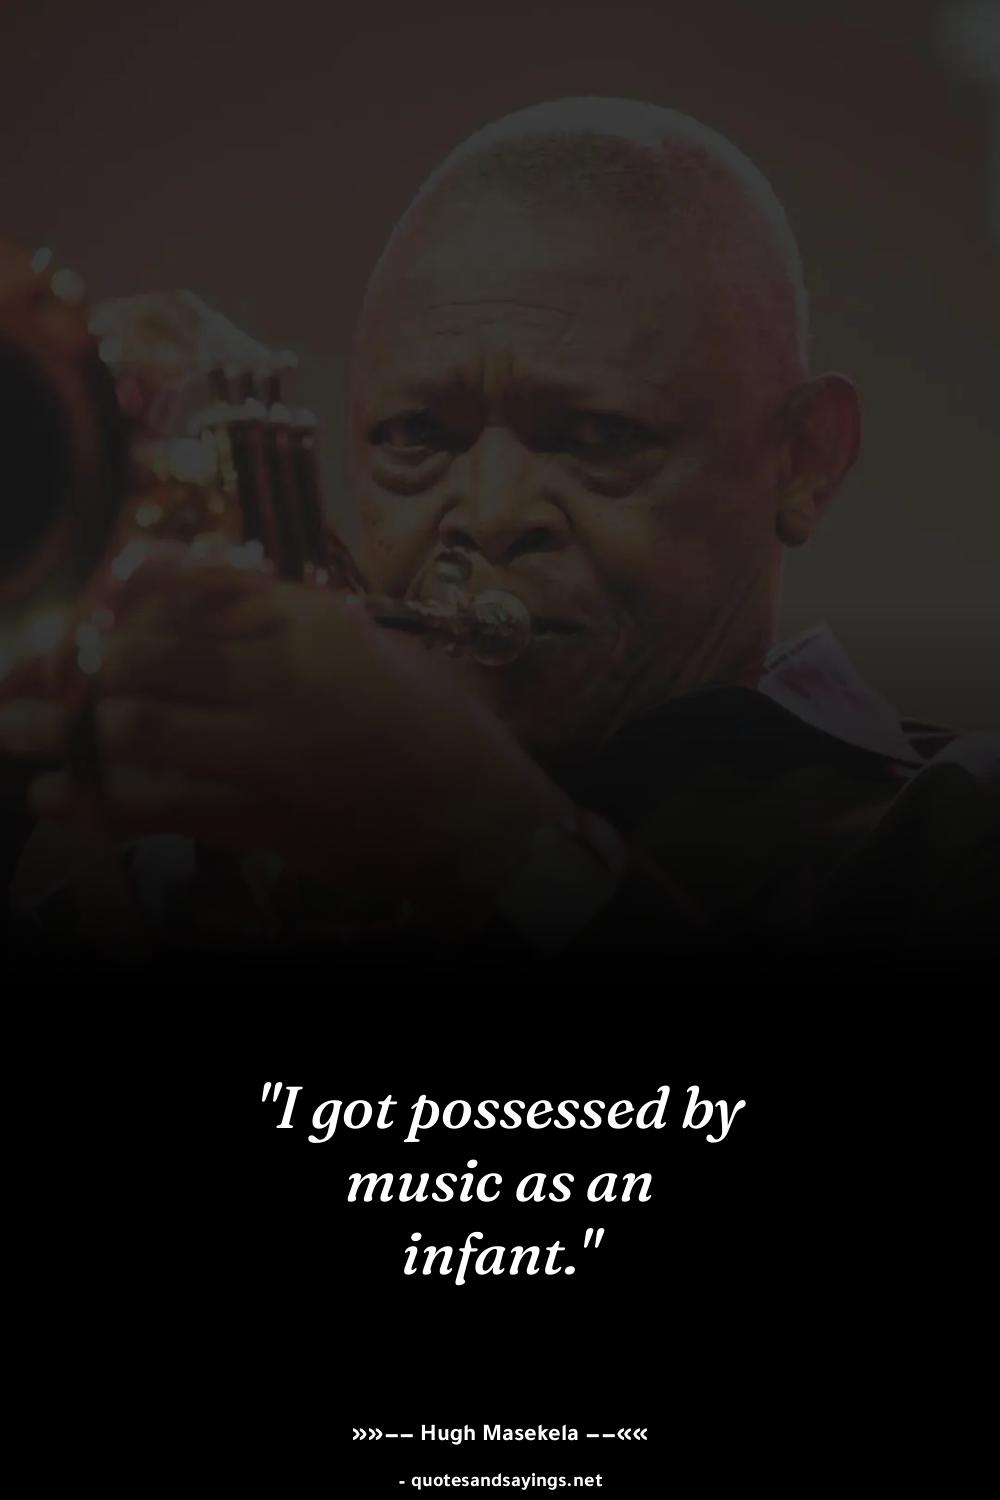 "I got possessed by
music as an
infant."
»»–– Hugh Masekela ––««
- quotesandsayings.net